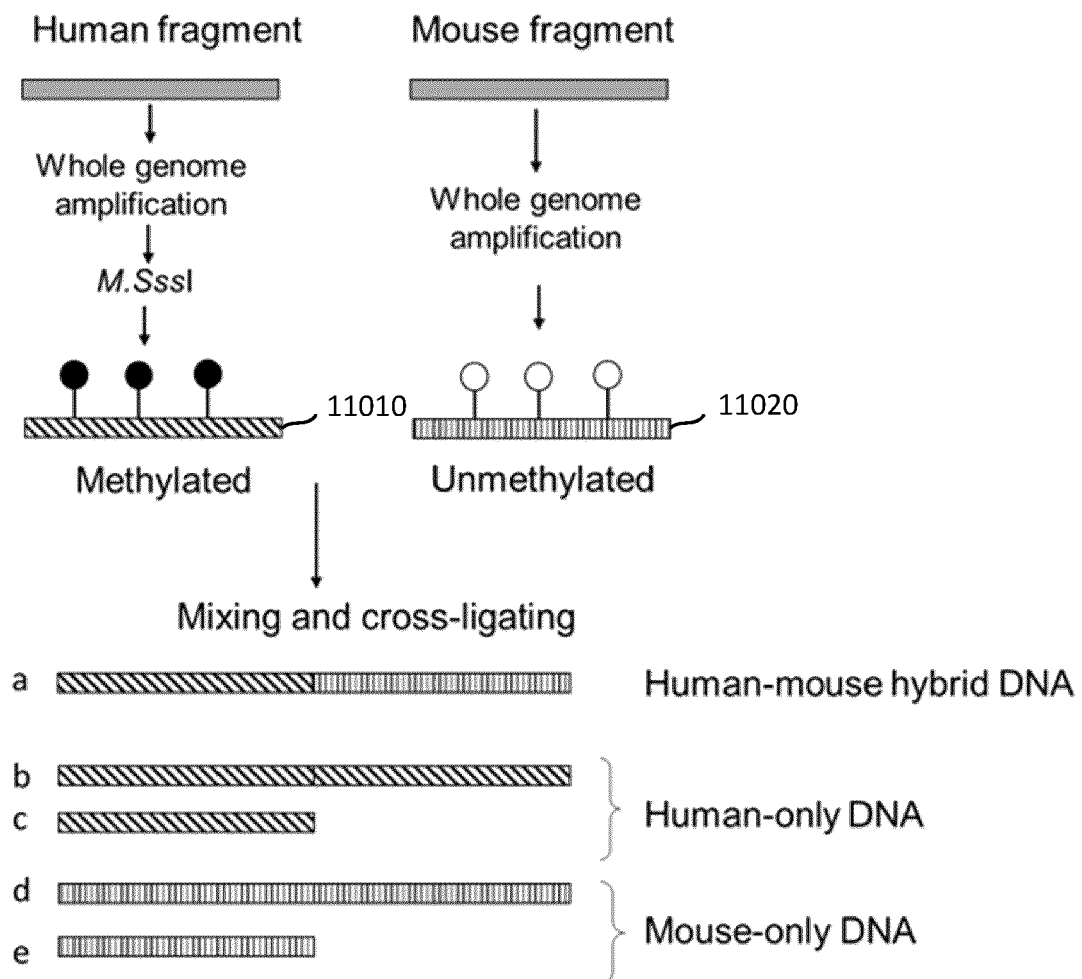 Human fragment
Mouse fragment
Whole genome
amplification
Whole genome
amplification
M.SssI
11010
11020
Methylated
Unmethylated
Mixing and cross-ligating
a
Human-mouse hybrid DNA
b
c
Human-only DNA
d
e
Mouse-only DNA